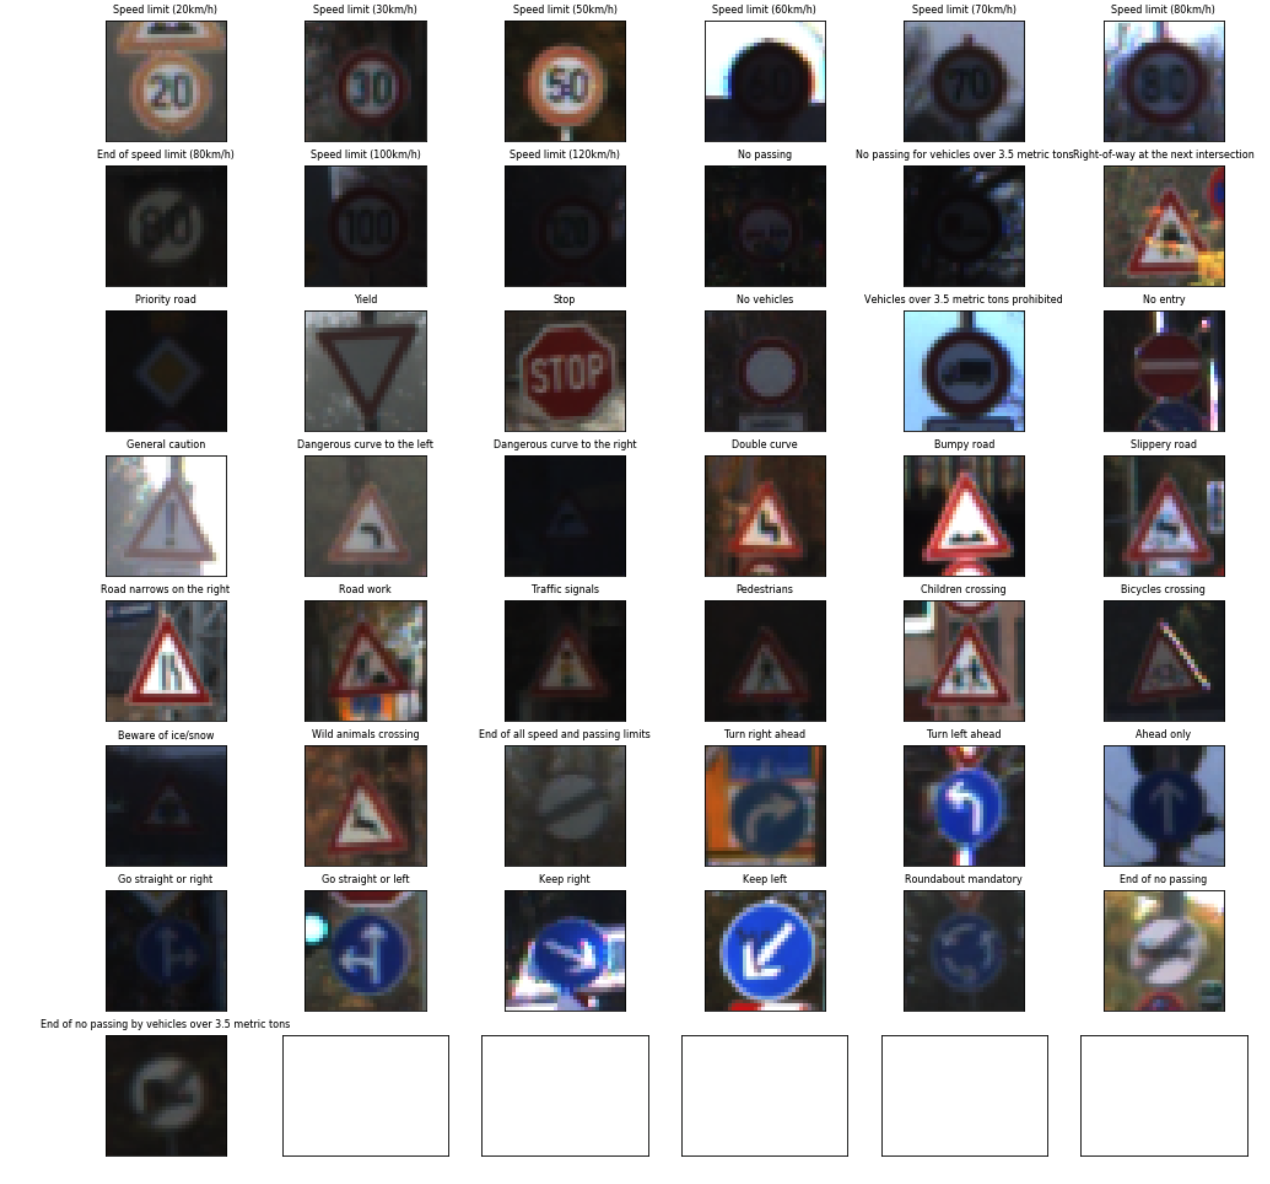 Speed limit (20km/h) Speed limit (30km/h) Speed limit (50km/h) Speed limit (60km/h) Speed limit (70km/h) Speed limit (80km/h)
20 30 50 60 70 80
End of speed limit (80km/h) Speed limit (100km/h) Speed limit (120km/h) No passing No passing for vehicles over 3.5 metric tons Right-of-way at the next intersection
80 100 120
Priority road Yield Stop No vehicles Vehicles over 3.5 metric tons prohibited No entry
STOP
General caution Dangerous curve to the left Dangerous curve to the right Double curve Bumpy road Slippery road
Road narrows on the right Road work Traffic signals Pedestrians Children crossing Bicycles crossing
Beware of ice/snow Wild animals crossing End of all speed and passing limits Turn right ahead Turn left ahead Ahead only
Go straight or right Go straight or left Keep right Keep left Roundabout mandatory End of no passing
End of no passing by vehicles over 3.5 metric tons